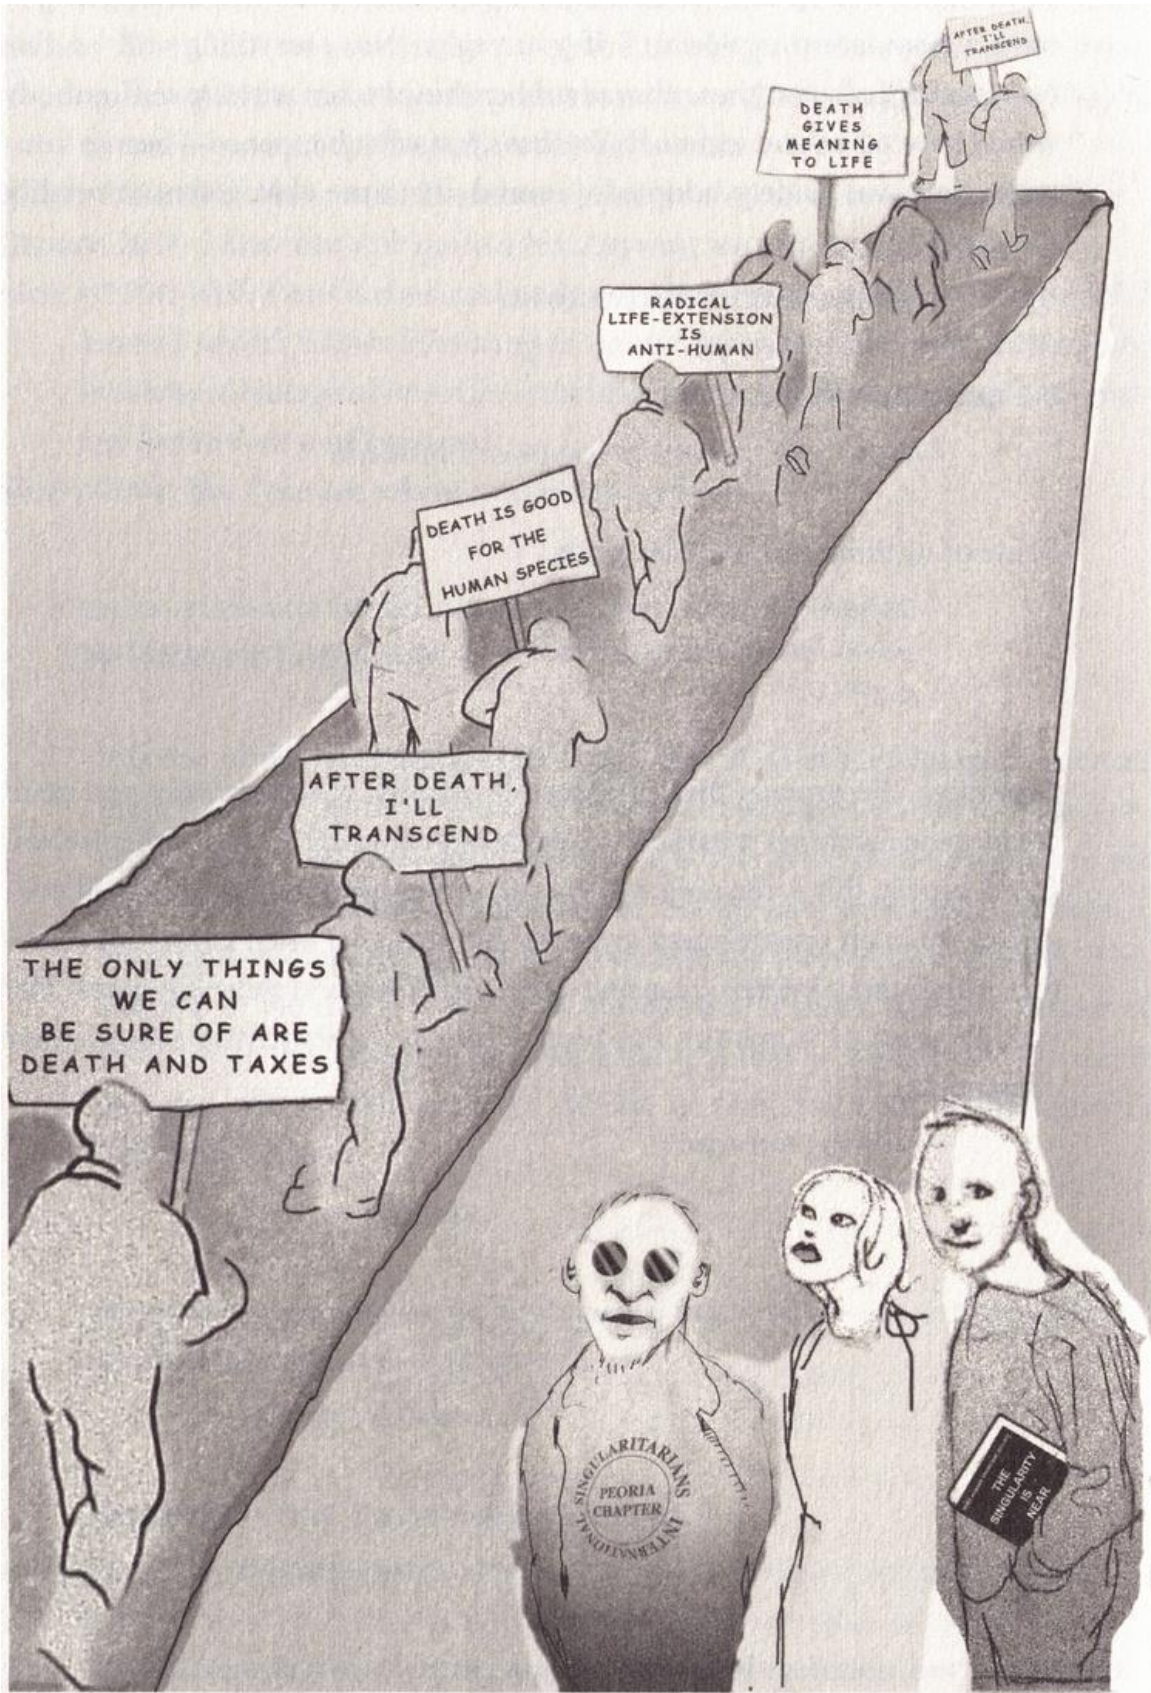 AFTER DEATH,
I'LL
TRANSCEND
DEATH
GIVES
MEANING
TO LIFE
RADICAL
LIFE-EXTENSION
IS
ANTI-HUMAN
DEATH IS GOOD
FOR THE
HUMAN SPECIES
AFTER DEATH,
I'LL
TRANSCEND
THE ONLY THINGS
WE CAN
BE SURE OF ARE
DEATH AND TAXES
SINGULARITARIANS
INTERNATIONAL
PEORIA
CHAPTER
THE
SINGULARITY
IS
NEAR